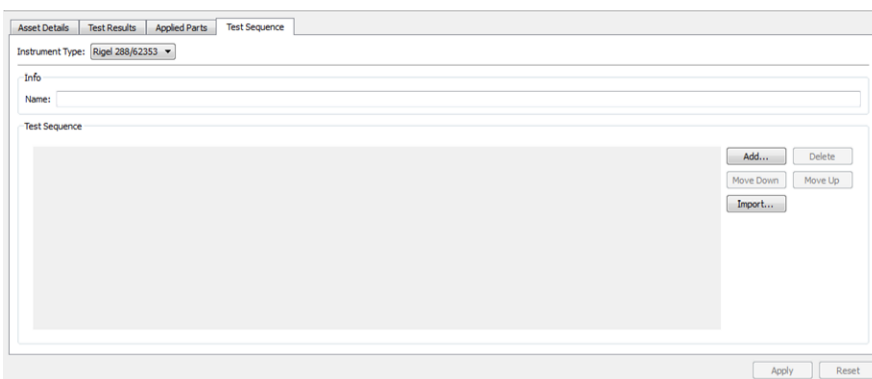 Asset Details Test Results Applied Parts Test Sequence
Instrument Type: Rigel 288/62353
Info
Name:
Test Sequence
Add... Delete
Move Down Move Up
Import...
Apply Reset